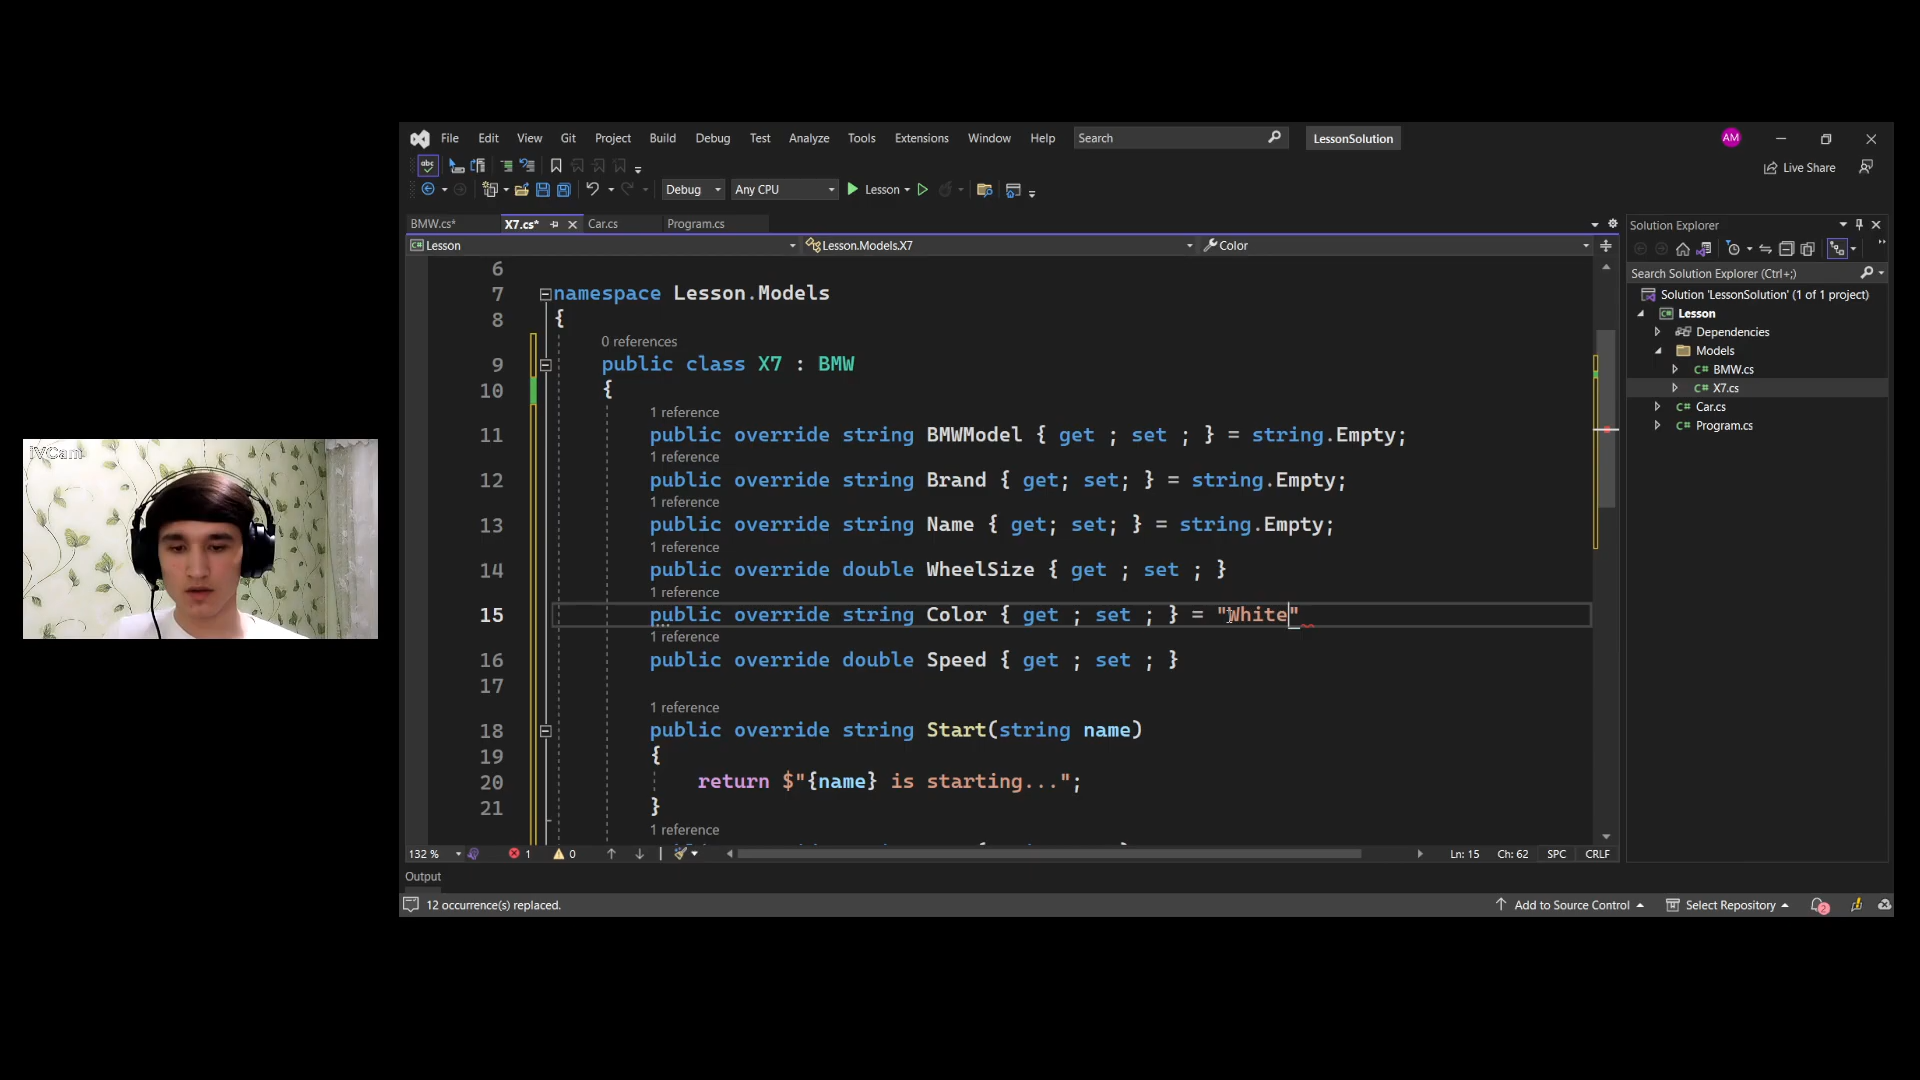 iVCam
File Edit View Git Project Build Debug Test Analyze Tools Extensions Window Help Search LessonSolution AM
abc Live Share
Debug Any CPU Lesson
BMW.cs* X7.cs* Car.cs Program.cs
Lesson Lesson.Models.X7 Color
6
7 namespace Lesson.Models
8 {
0 references
9 public class X7 : BMW
10 {
1 reference
11 public override string BMWModel { get ; set ; } = string.Empty;
1 reference
12 public override string Brand { get; set; } = string.Empty;
1 reference
13 public override string Name { get; set; } = string.Empty;
1 reference
14 public override double WheelSize { get ; set ; }
1 reference
15 public override string Color { get ; set ; } = "White"
1 reference
16 public override double Speed { get ; set ; }
17
1 reference
18 public override string Start(string name)
19 {
20 return $"{name} is starting...";
21 }
1 reference
132 % 1 0 Ln: 15 Ch: 62 SPC CRLF
Output
12 occurrence(s) replaced. Add to Source Control Select Repository 2
Solution Explorer
Search Solution Explorer (Ctrl+;)
Solution 'LessonSolution' (1 of 1 project)
Lesson
Dependencies
Models
C# BMW.cs
C# X7.cs
C# Car.cs
C# Program.cs